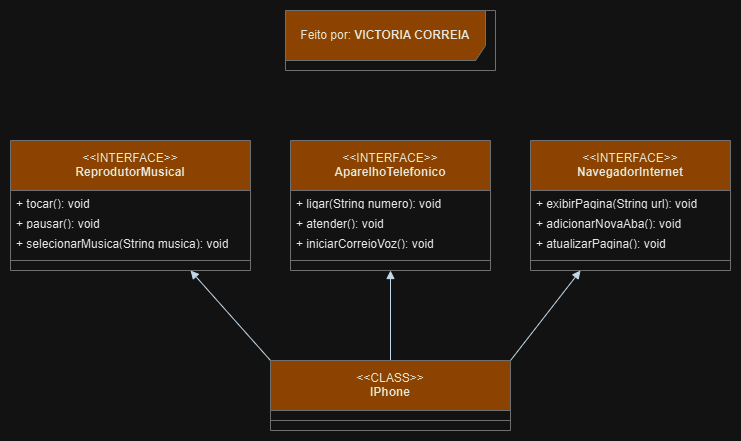 Feito por: VICTORIA CORREIA
<<INTERFACE>>
ReprodutorMusical
+ tocar(): void
+ pausar(): void
+ selecionarMusica(String musica): void
<<INTERFACE>>
AparelhoTelefonico
+ ligar(String numero): void
+ atender(): void
+ iniciarCorreioVoz(): void
<<INTERFACE>>
NavegadorInternet
+ exibirPagina(String url): void
+ adicionarNovaAba(): void
+ atualizarPagina(): void
<<CLASS>>
IPhone